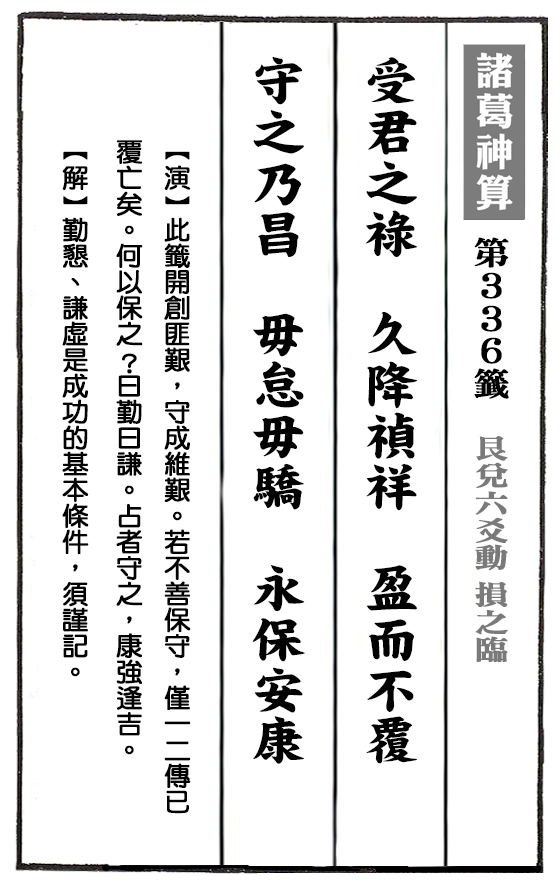 諸葛神算 第336籤 艮兌六爻動 損之臨
受君之祿 久降禎祥 盈而不覆
守之乃昌 毋怠毋驕 永保安康
【演】此籤開創匪艱，守成維艱。若不善保守，僅一二傳已
覆亡矣。何以保之？曰勤曰謙。占者守之，康強逢吉。
【解】勤懇、謙虛是成功的基本條件，須謹記。